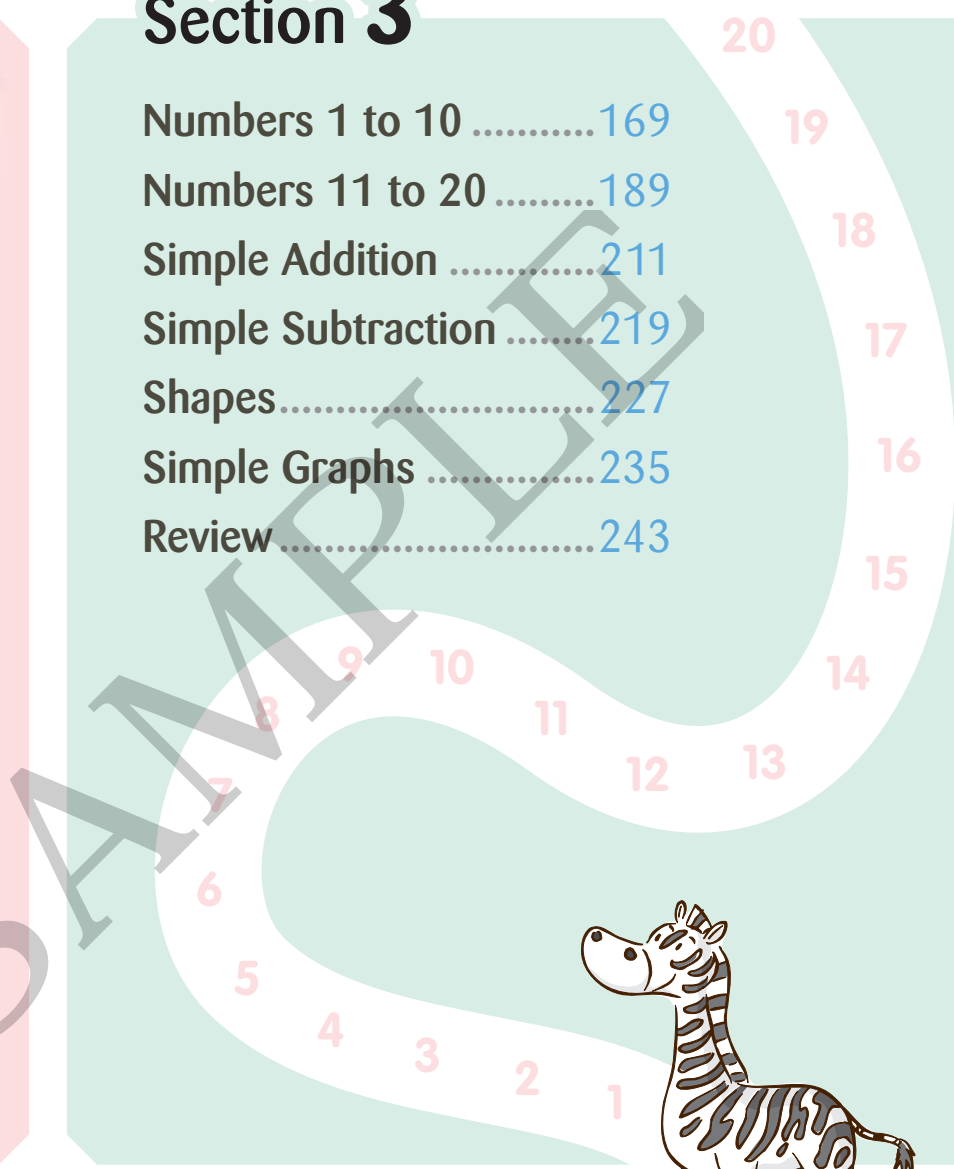 Section 3
Numbers 1 to 10 ...........169
Numbers 11 to 20 .........189
Simple Addition .............211
Simple Subtraction ........219
Shapes............................227
Simple Graphs ...............235
Review............................243
20
19
18
17
16
15
14
13
12
11
10
9
8
7
6
5
4
3
2
1
SAMPLE